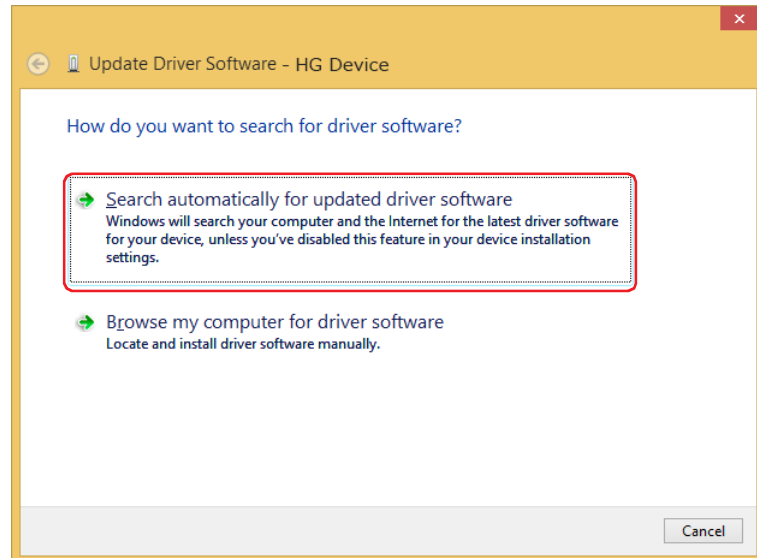 Update Driver Software - HG Device
How do you want to search for driver software?
Search automatically for updated driver software
Windows will search your computer and the Internet for the latest driver software
for your device, unless you've disabled this feature in your device installation
settings.
Browse my computer for driver software
Locate and install driver software manually.
Cancel